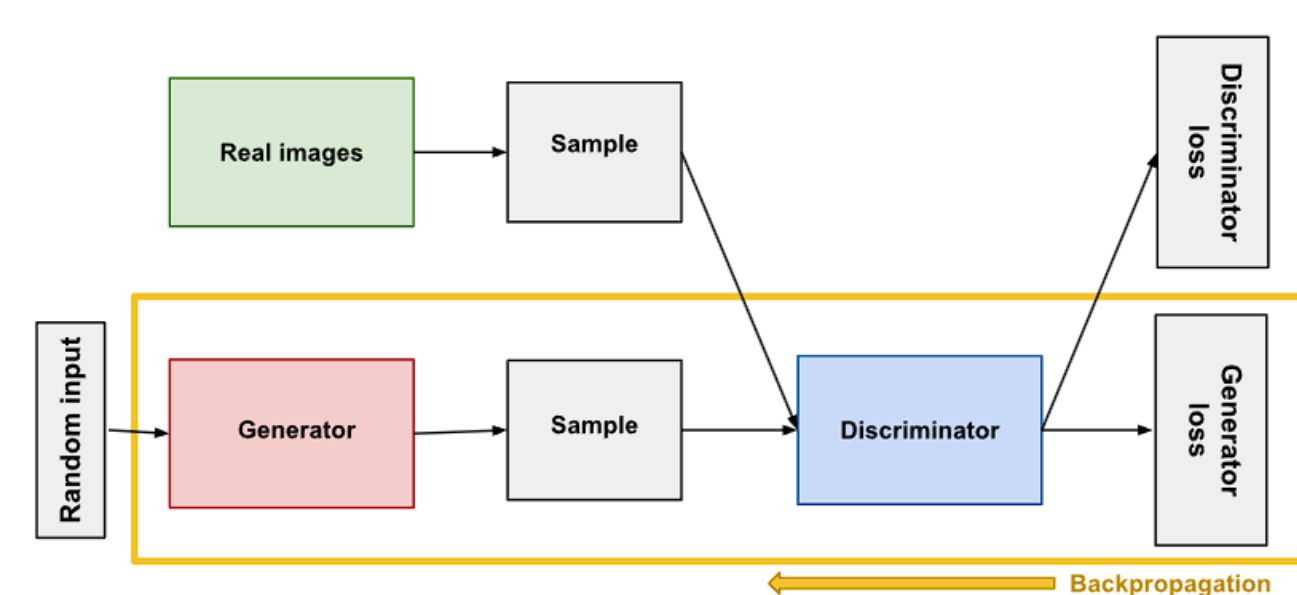 Real images
Sample
Discriminator
loss
Random input
Generator
Sample
Discriminator
Generator
loss
Backpropagation